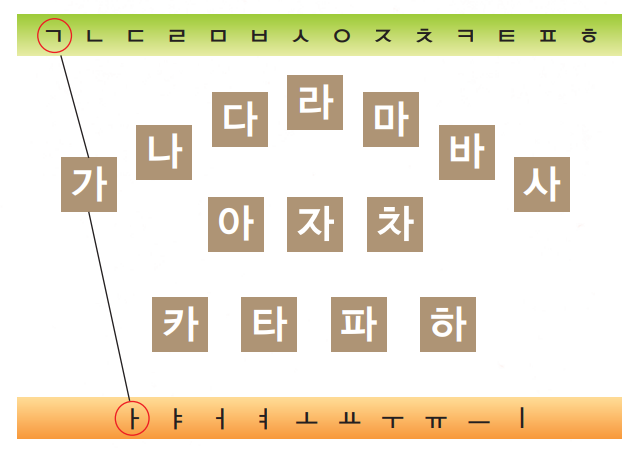 ㄱ ㄴ ㄷ ㄹ ㅁ ㅂ ㅅ ㅇ ㅈ ㅊ ㅋ ㅌ ㅍ ㅎ
가 나 다 라 마 바 사
아 자 차
카 타 파 하
ㅏ ㅑ ㅓ ㅕ ㅗ ㅛ ㅜ ㅠ ㅡ ㅣ